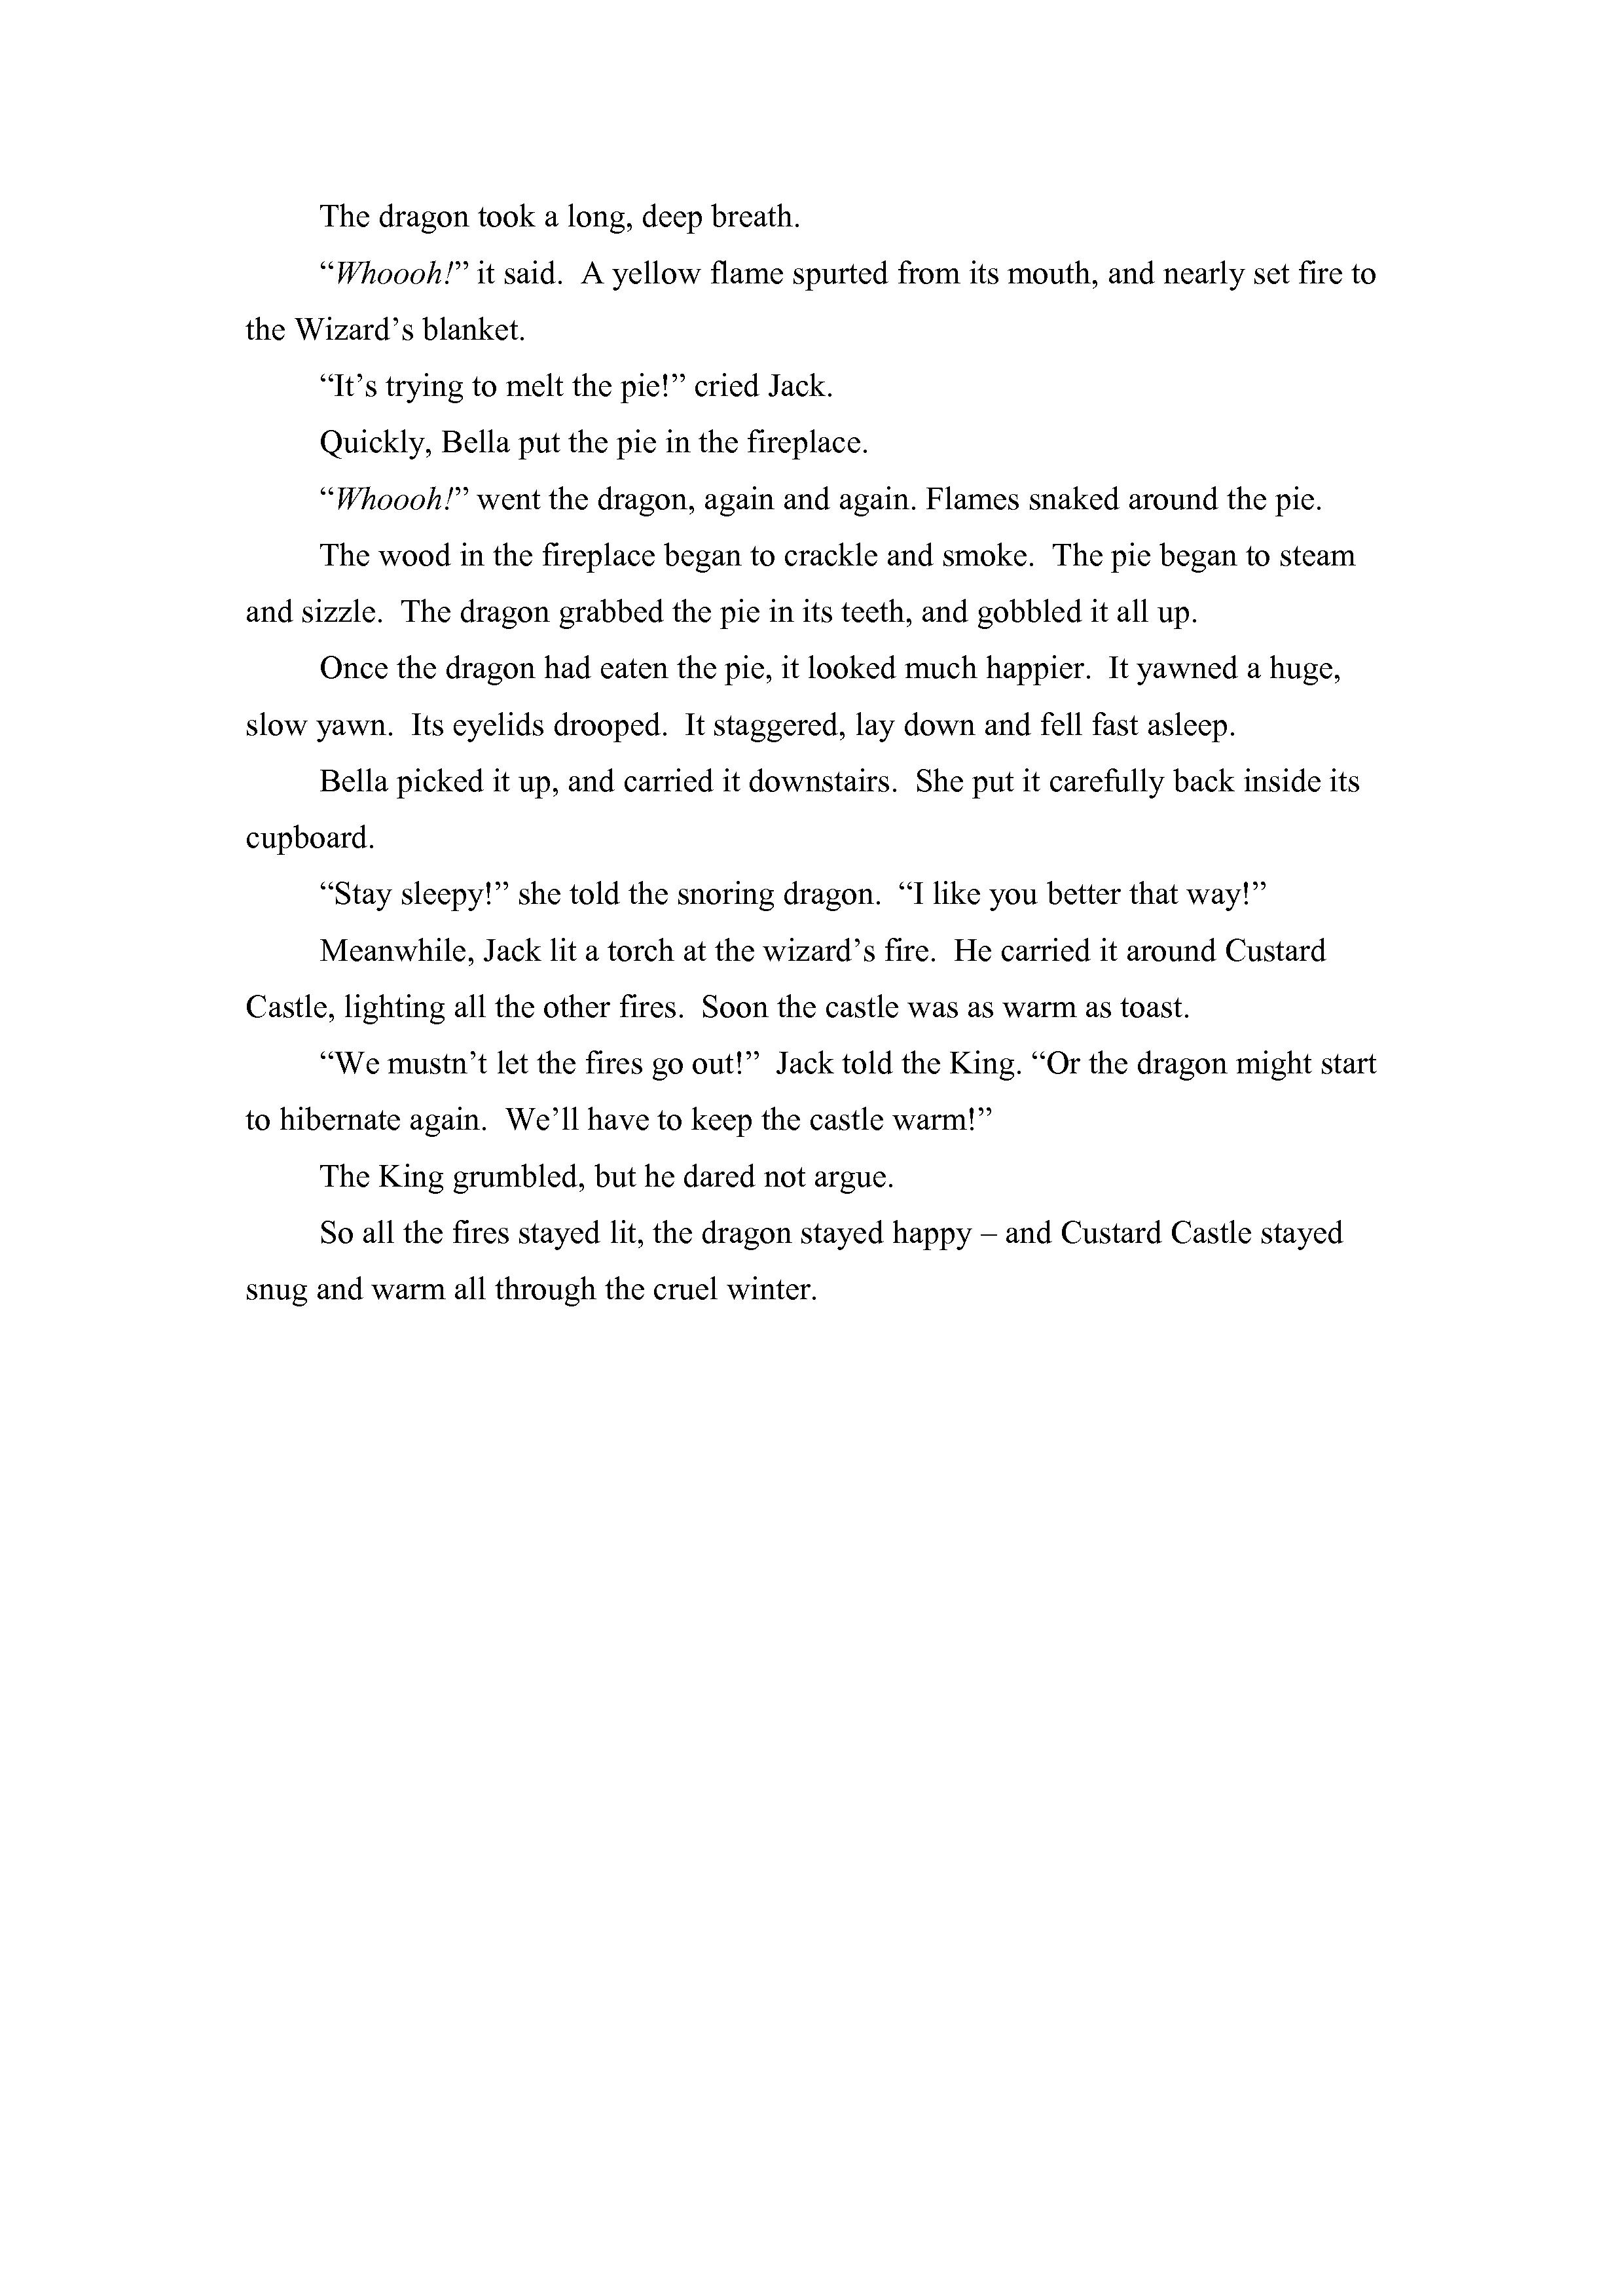 The dragon took a long, deep breath.
“Whoooh!” it said.  A yellow flame spurted from its mouth, and nearly set fire to
the Wizard’s blanket.
“It’s trying to melt the pie!” cried Jack.
Quickly, Bella put the pie in the fireplace.
“Whoooh!” went the dragon, again and again. Flames snaked around the pie.
The wood in the fireplace began to crackle and smoke.  The pie began to steam
and sizzle.  The dragon grabbed the pie in its teeth, and gobbled it all up.
Once the dragon had eaten the pie, it looked much happier.  It yawned a huge,
slow yawn.  Its eyelids drooped.  It staggered, lay down and fell fast asleep.
Bella picked it up, and carried it downstairs.  She put it carefully back inside its
cupboard.
“Stay sleepy!” she told the snoring dragon.  “I like you better that way!”
Meanwhile, Jack lit a torch at the wizard’s fire.  He carried it around Custard
Castle, lighting all the other fires.  Soon the castle was as warm as toast.
“We mustn’t let the fires go out!”  Jack told the King. “Or the dragon might start
to hibernate again.  We’ll have to keep the castle warm!”
The King grumbled, but he dared not argue.
So all the fires stayed lit, the dragon stayed happy – and Custard Castle stayed
snug and warm all through the cruel winter.